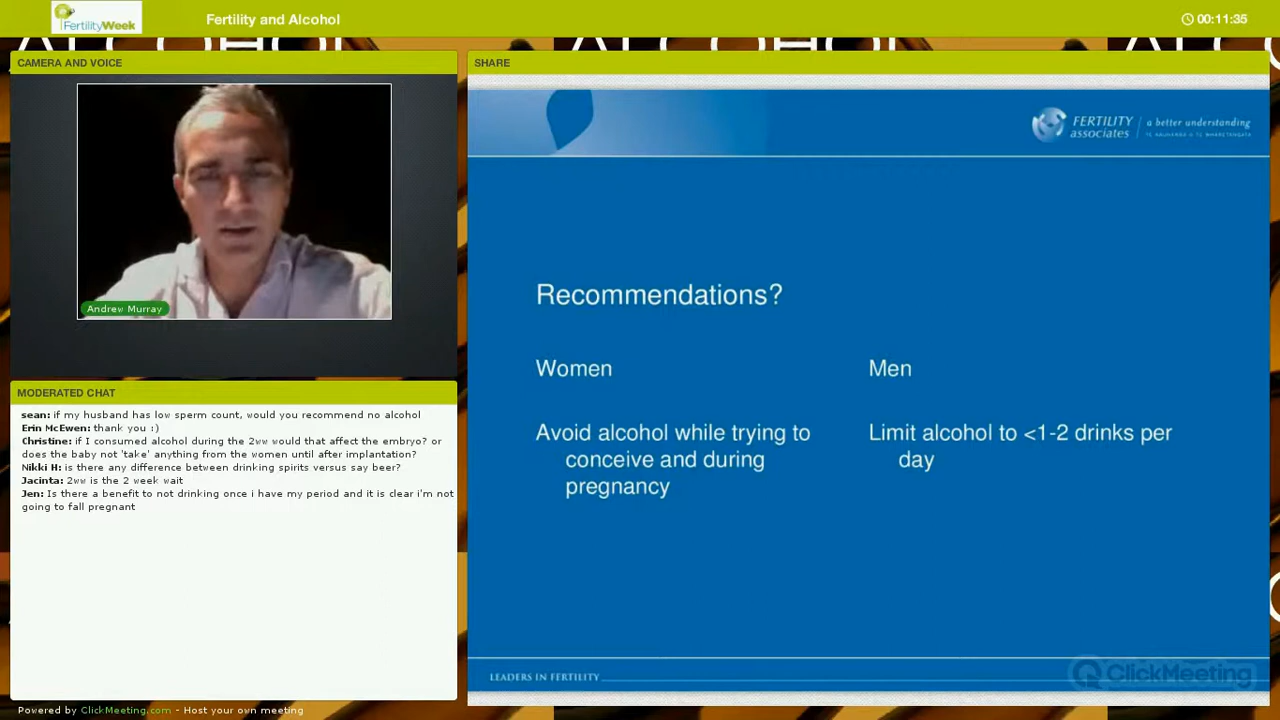 FertilityWeek
Fertility and Alcohol
00:11:35
ALCOHOL
ALCOHOL
CAMERA AND VOICE
SHARE
Andrew Murray
FERTILITY
associates
a better understanding
Recommendations?
Women
Men
Avoid alcohol while trying to
conceive and during
pregnancy
Limit alcohol to <1-2 drinks per
day
MODERATED CHAT
sean: if my husband has low sperm count, would you recommend no alcohol
Erin McEwen: thank you :)
Christine: if I consumed alcohol during the 2ww would that affect the embryo? or
does the baby not 'take' anything from the women until after implantation?
Nikki H: is there any difference between drinking spirits versus say beer?
Jacinta: 2ww is the 2 week wait
Jen: Is there a benefit to not drinking once i have my period and it is clear i'm not
going to fall pregnant
LEADERS IN FERTILITY
ClickMeeting
Powered by ClickMeeting.com - Host your own meeting